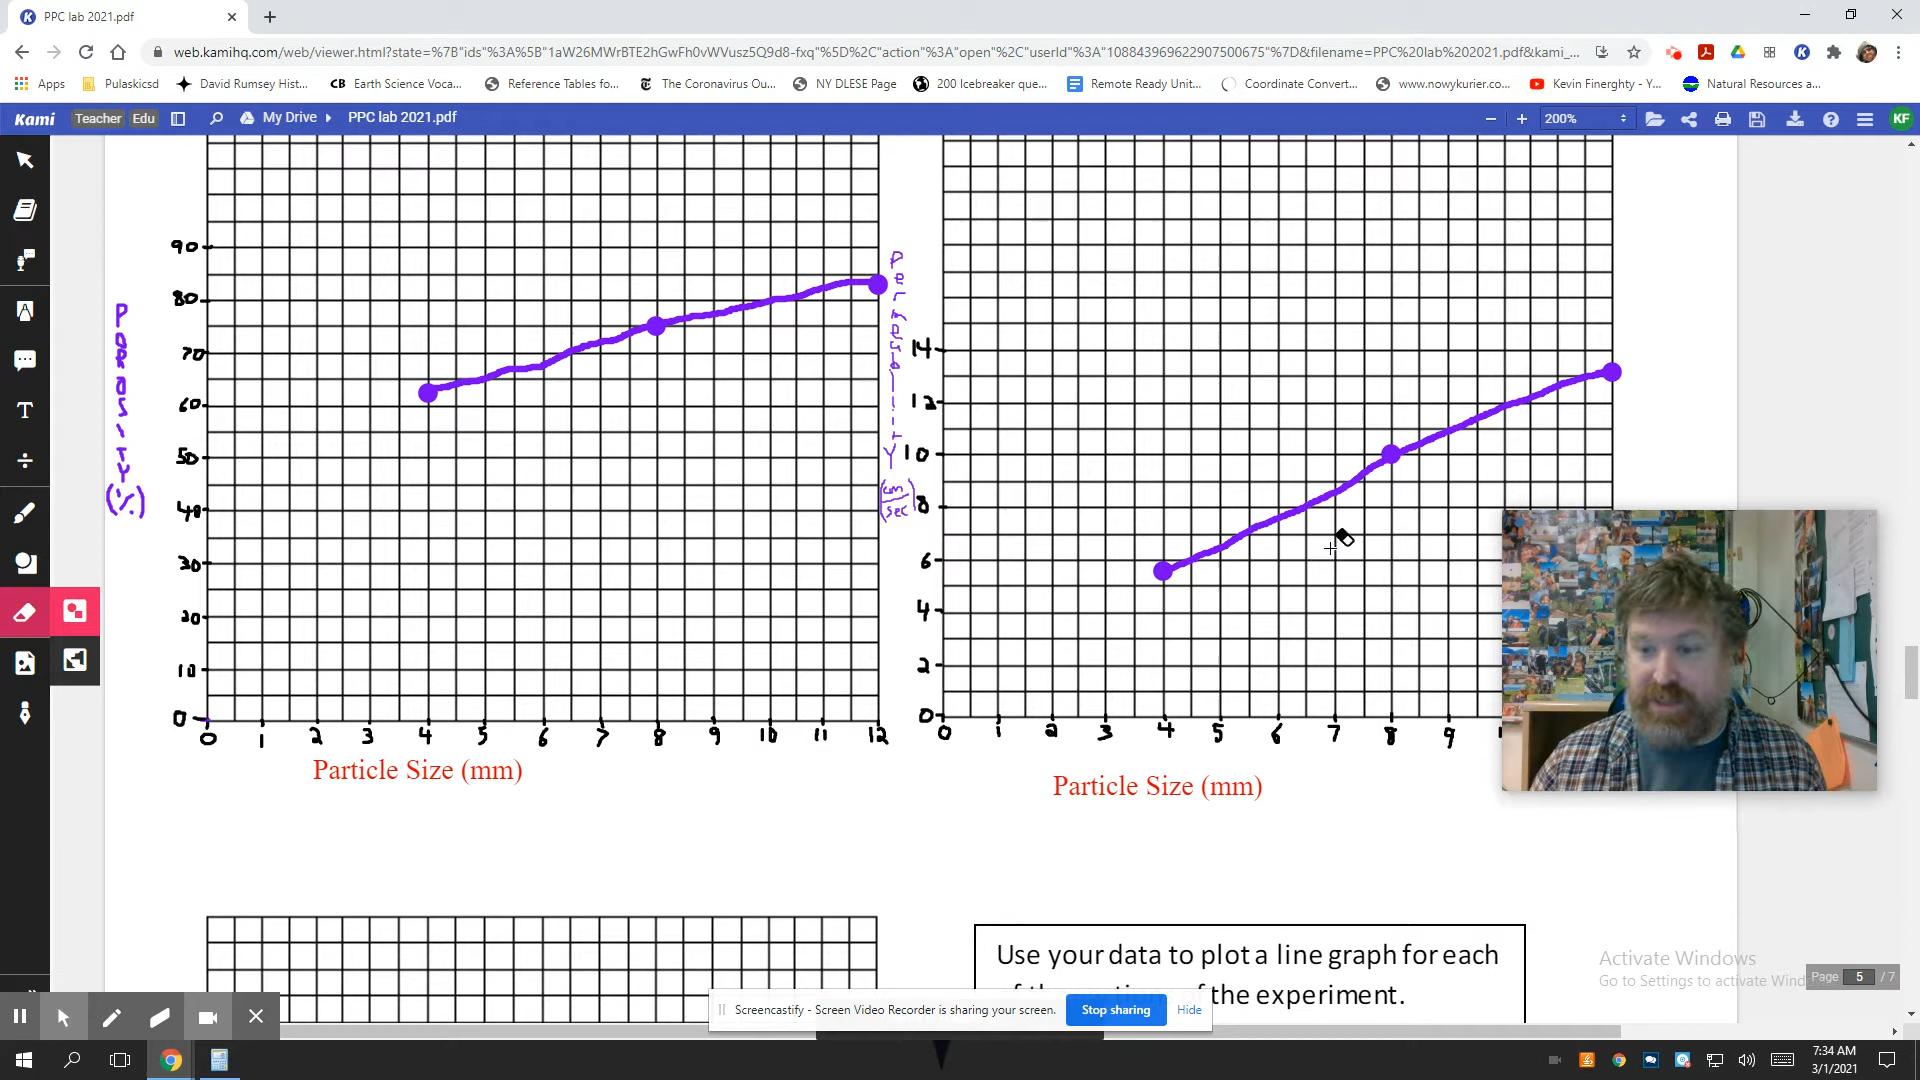 PPC lab 2021.pdf
web.kamihq.com/web/viewer.html?state=%7B"ids"%3A%5B"1aW26MWrBTE2hGwFh0vWVusz5Q9d8-fxq"%5D%2C"action"%3A"open"%2C"userId"%3A"108843969622907500675"%7D&filename=PPC%20lab%202021.pdf&kami_...
Apps Pulaskicsd David Rumsey Hist... Earth Science Voca... Reference Tables fo... The Coronavirus Ou... NY DLESE Page 200 Icebreaker que... Remote Ready Unit... Coordinate Convert... www.nowykurier.co... Kevin Finerghty - Y... Natural Resources a...
Kami Teacher Edu My Drive PPC lab 2021.pdf 200% KF
90
80
70
60
50
40
30
20
10
0
0 1 2 3 4 5 6 7 8 9 10 11 12
Particle Size (mm)
14
12
10
8
6
4
2
0
(cm/sec)
0 1 2 3 4 5 6 7 8 9
Particle Size (mm)
Use your data to plot a line graph for each
of the experiment.
Activate Windows
Go to Settings to activate Wind
Page 5 / 7
Screencastify - Screen Video Recorder is sharing your screen. Stop sharing Hide
7:34 AM
3/1/2021